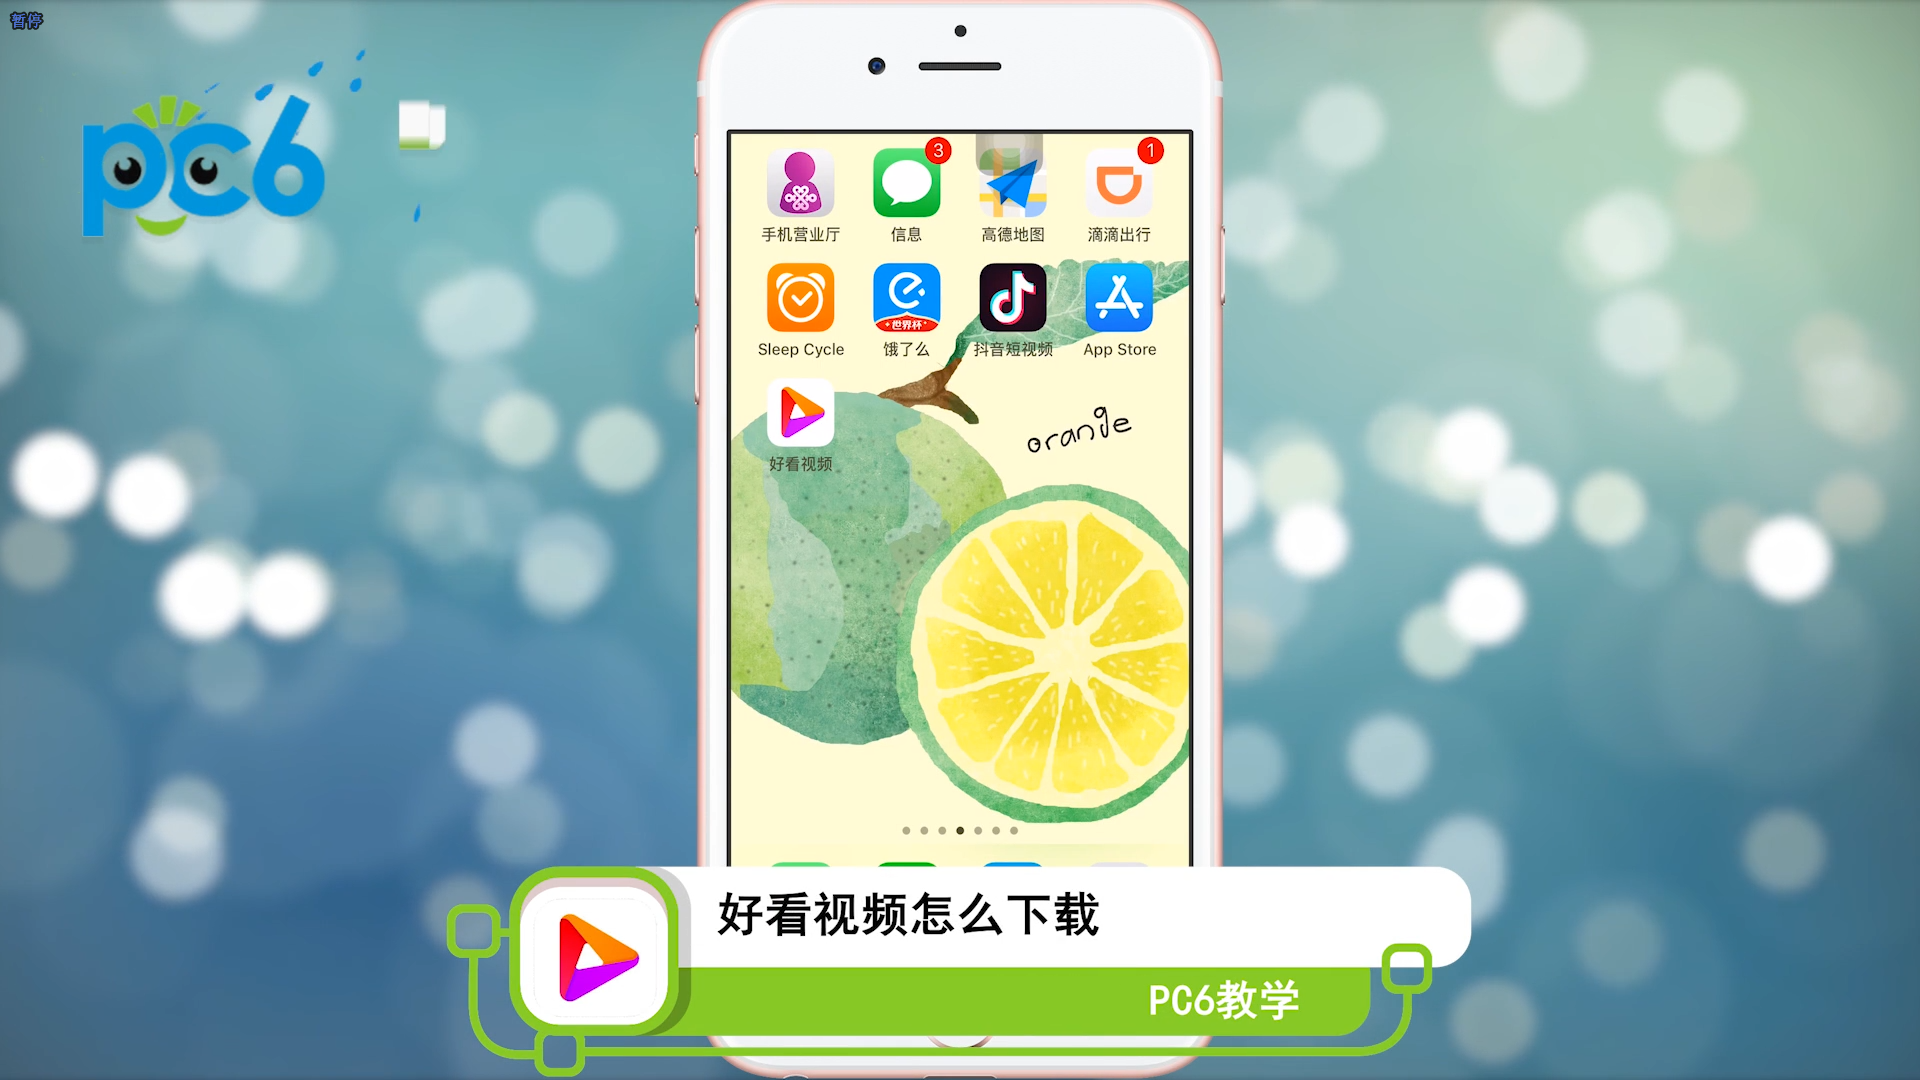 暂停
pc6
3
1
手机营业厅
信息
高德地图
滴滴出行
世界杯
Sleep Cycle
饿了么
抖音短视频
App Store
orange
好看视频
好看视频怎么下载
PC6教学